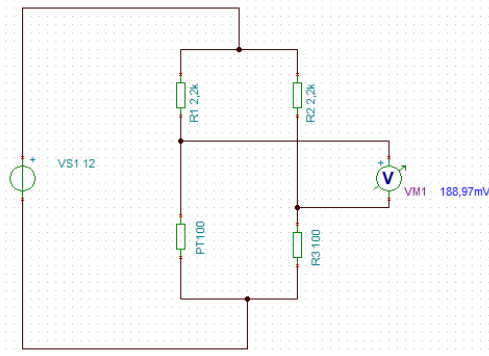 R1 2,2k
R2 2,2k
+
VS1 12
+
V
VM1 188,97mV
PT100
R3 100